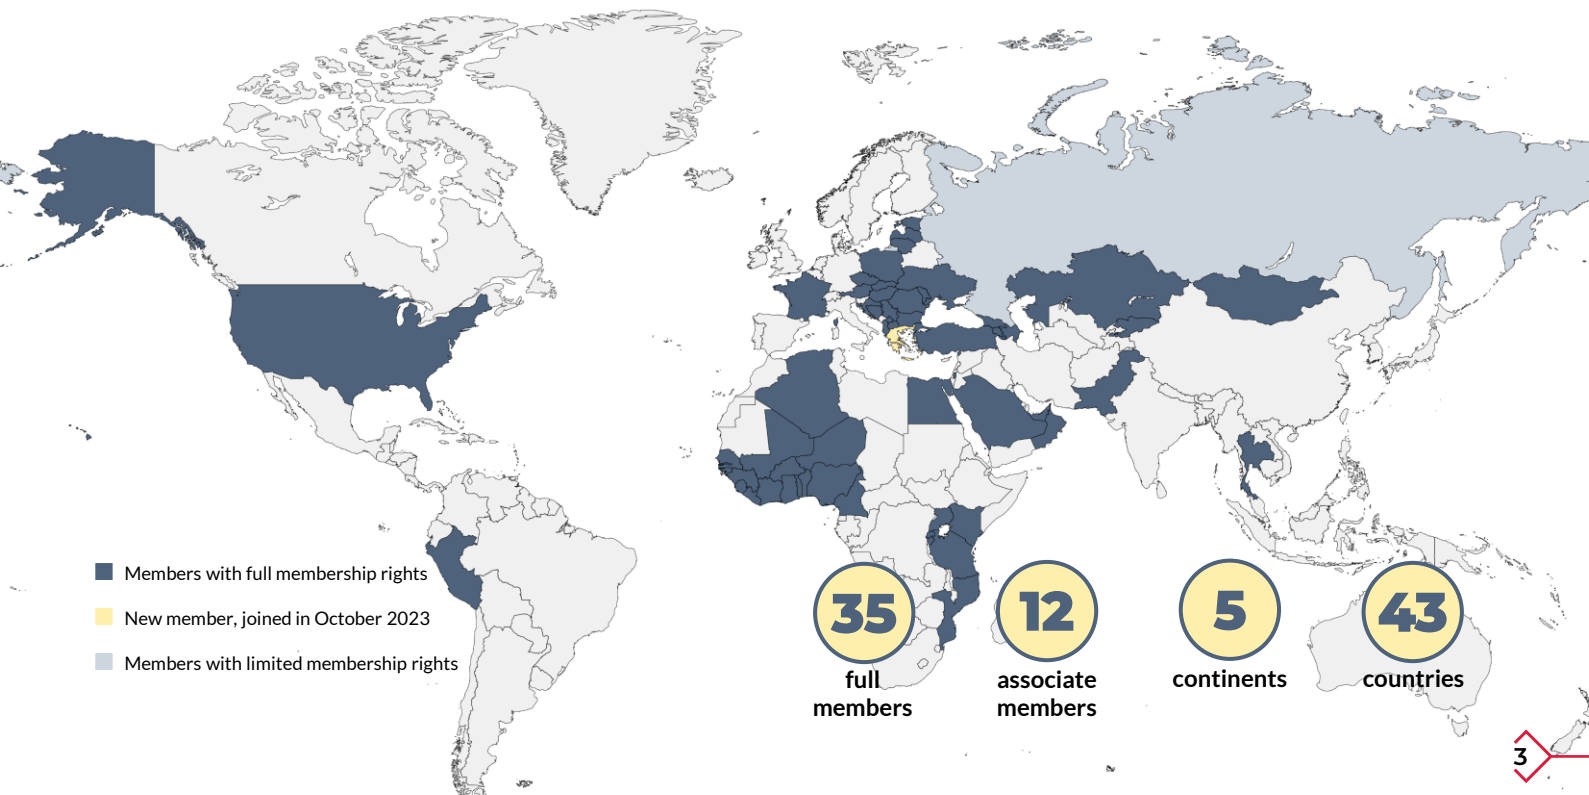 Members with full membership rights
New member, joined in October 2023
Members with limited membership rights
35
full
members
12
associate
members
5
continents
43
countries
3